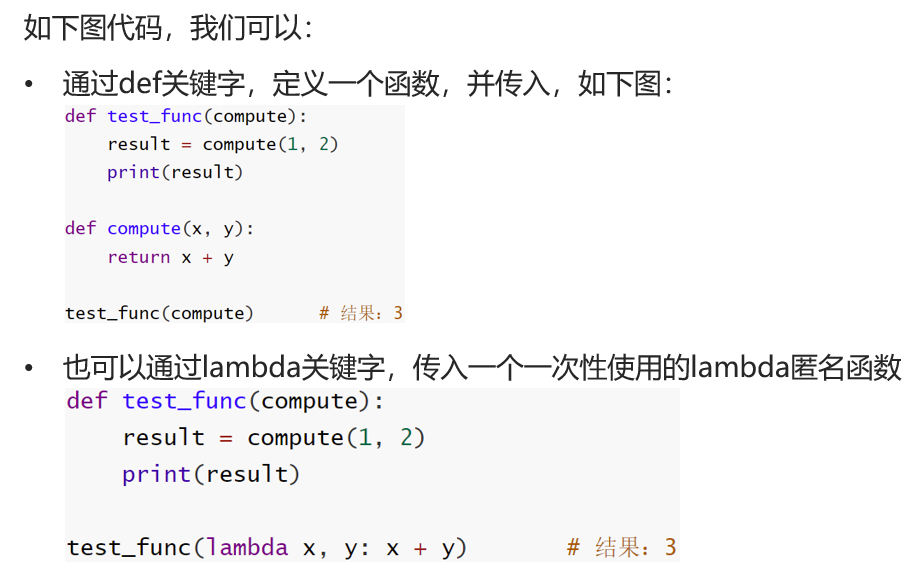 如下图代码，我们可以：
• 通过def关键字，定义一个函数，并传入，如下图：
def test_func(compute):
    result = compute(1, 2)
    print(result)
def compute(x, y):
    return x + y
test_func(compute)      # 结果：3
• 也可以通过lambda关键字，传入一个一次性使用的lambda匿名函数
def test_func(compute):
    result = compute(1, 2)
    print(result)
test_func(lambda x, y: x + y)       # 结果：3